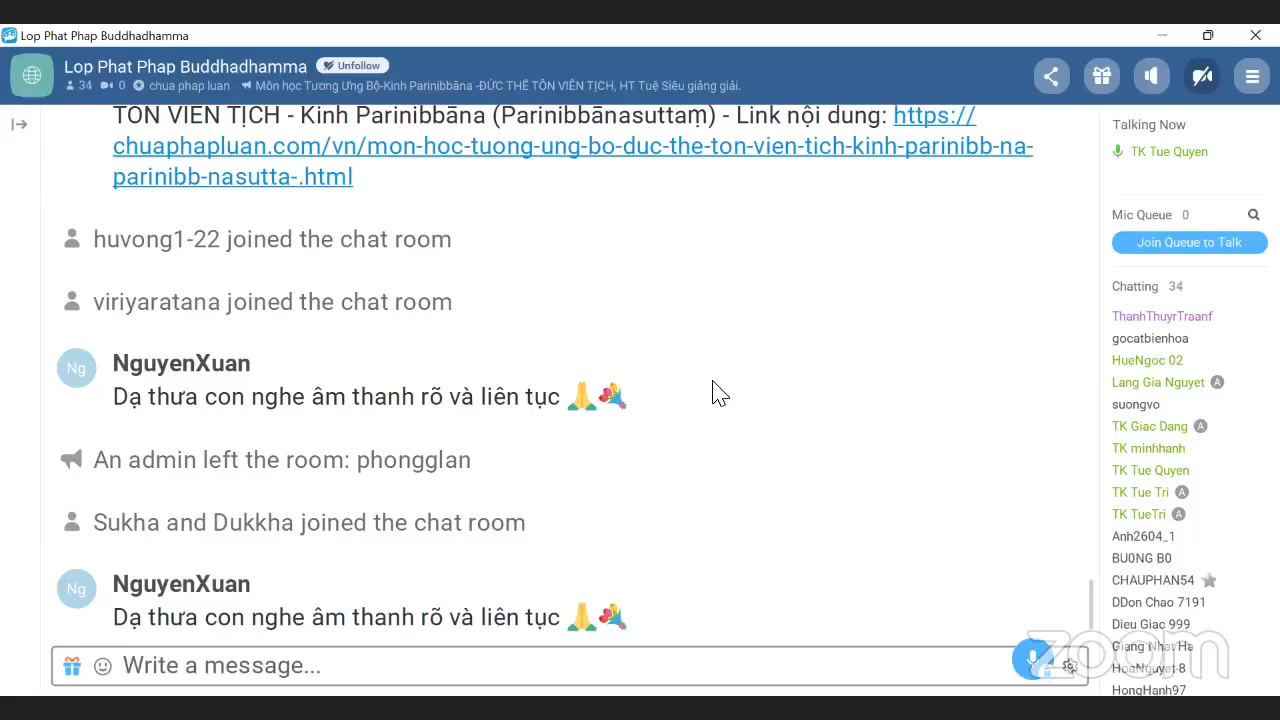 Lop Phat Phap Buddhadhamma
Lop Phat Phap Buddhadhamma Unfollow
34 0 chua phap luan Môn học Tương Ưng Bộ-Kinh Parinibbāna -ĐỨC THẾ TÔN VIÊN TỊCH, HT Tuệ Siêu giảng giải.
TÔN VIÊN TỊCH - Kinh Parinibbāna (Parinibbānasuttaṃ) - Link nội dung: https://
chuaphapluan.com/vn/mon-hoc-tuong-ung-bo-duc-the-ton-vien-tich-kinh-parinibb-na-
parinibb-nasutta-.html
huvong1-22 joined the chat room
viriyaratana joined the chat room
Ng NguyenXuan
Dạ thưa con nghe âm thanh rõ và liên tục 🙏💐
An admin left the room: phongglan
Sukha and Dukkha joined the chat room
Ng NguyenXuan
Dạ thưa con nghe âm thanh rõ và liên tục 🙏💐
Write a message...
Talking Now
TK Tue Quyen
Mic Queue 0
Join Queue to Talk
Chatting 34
ThanhThuyrTraanf
gocatbienhoa
HueNgoc 02
Lang Gia Nguyet A
suongvo
TK Giac Dang A
TK minhhanh
TK Tue Quyen
TK Tue Tri A
TK TueTri A
Anh2604_1
BU0NG B0
CHAUPHAN54
DDon Chao 7191
Dieu Giac 999
Giang Nhat Ha
HoaNguyet-8
HongHanh97
zoom